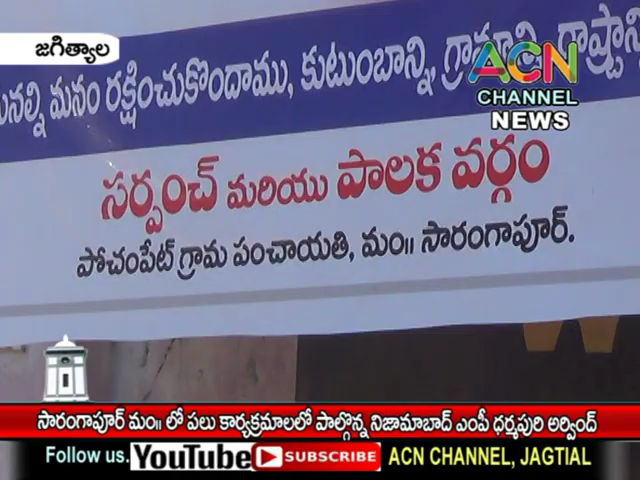 జగిత్యాల
మనల్ని మనం రక్షించుకొందాము, కుటుంబాన్ని, గ్రామాన్ని, రాష్ట్రాన్ని
ACN
CHANNEL
NEWS
సర్పంచ్ మరియు పాలక వర్గం
పోచంపేట్ గ్రామ పంచాయతి, మం॥ సారంగాపూర్.
సారంగాపూర్ మం॥ లో పలు కార్యక్రమాలలో పాల్గొన్న నిజామాబాద్ ఎంపీ ధర్మపురి అర్వింద్
Follow us. YouTube SUBSCRIBE ACN CHANNEL, JAGTIAL